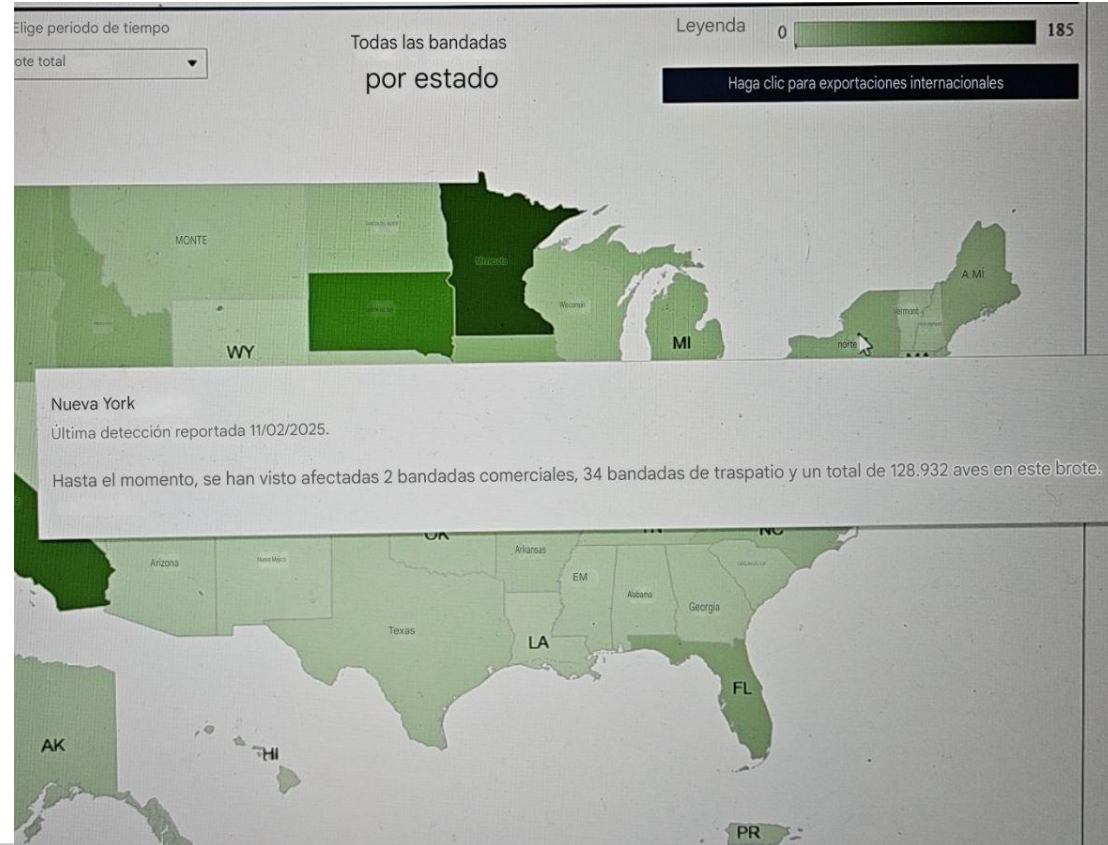 Elige periodo de tiempo
ote total
Todas las bandadas
por estado
Leyenda 0 185
Haga clic para exportaciones internacionales
MONTE
Minnesota
Wisconsin
A MÍ
Vermont
norte
WY
MI
Nueva York
Última detección reportada 11/02/2025.
Hasta el momento, se han visto afectadas 2 bandadas comerciales, 34 bandadas de traspatio y un total de 128.932 aves en este brote.
OK
NC
Arizona
Nuevo Méjico
Arkansas
EM
Alabama
Georgia
Texas
LA
FL
AK
HI
PR